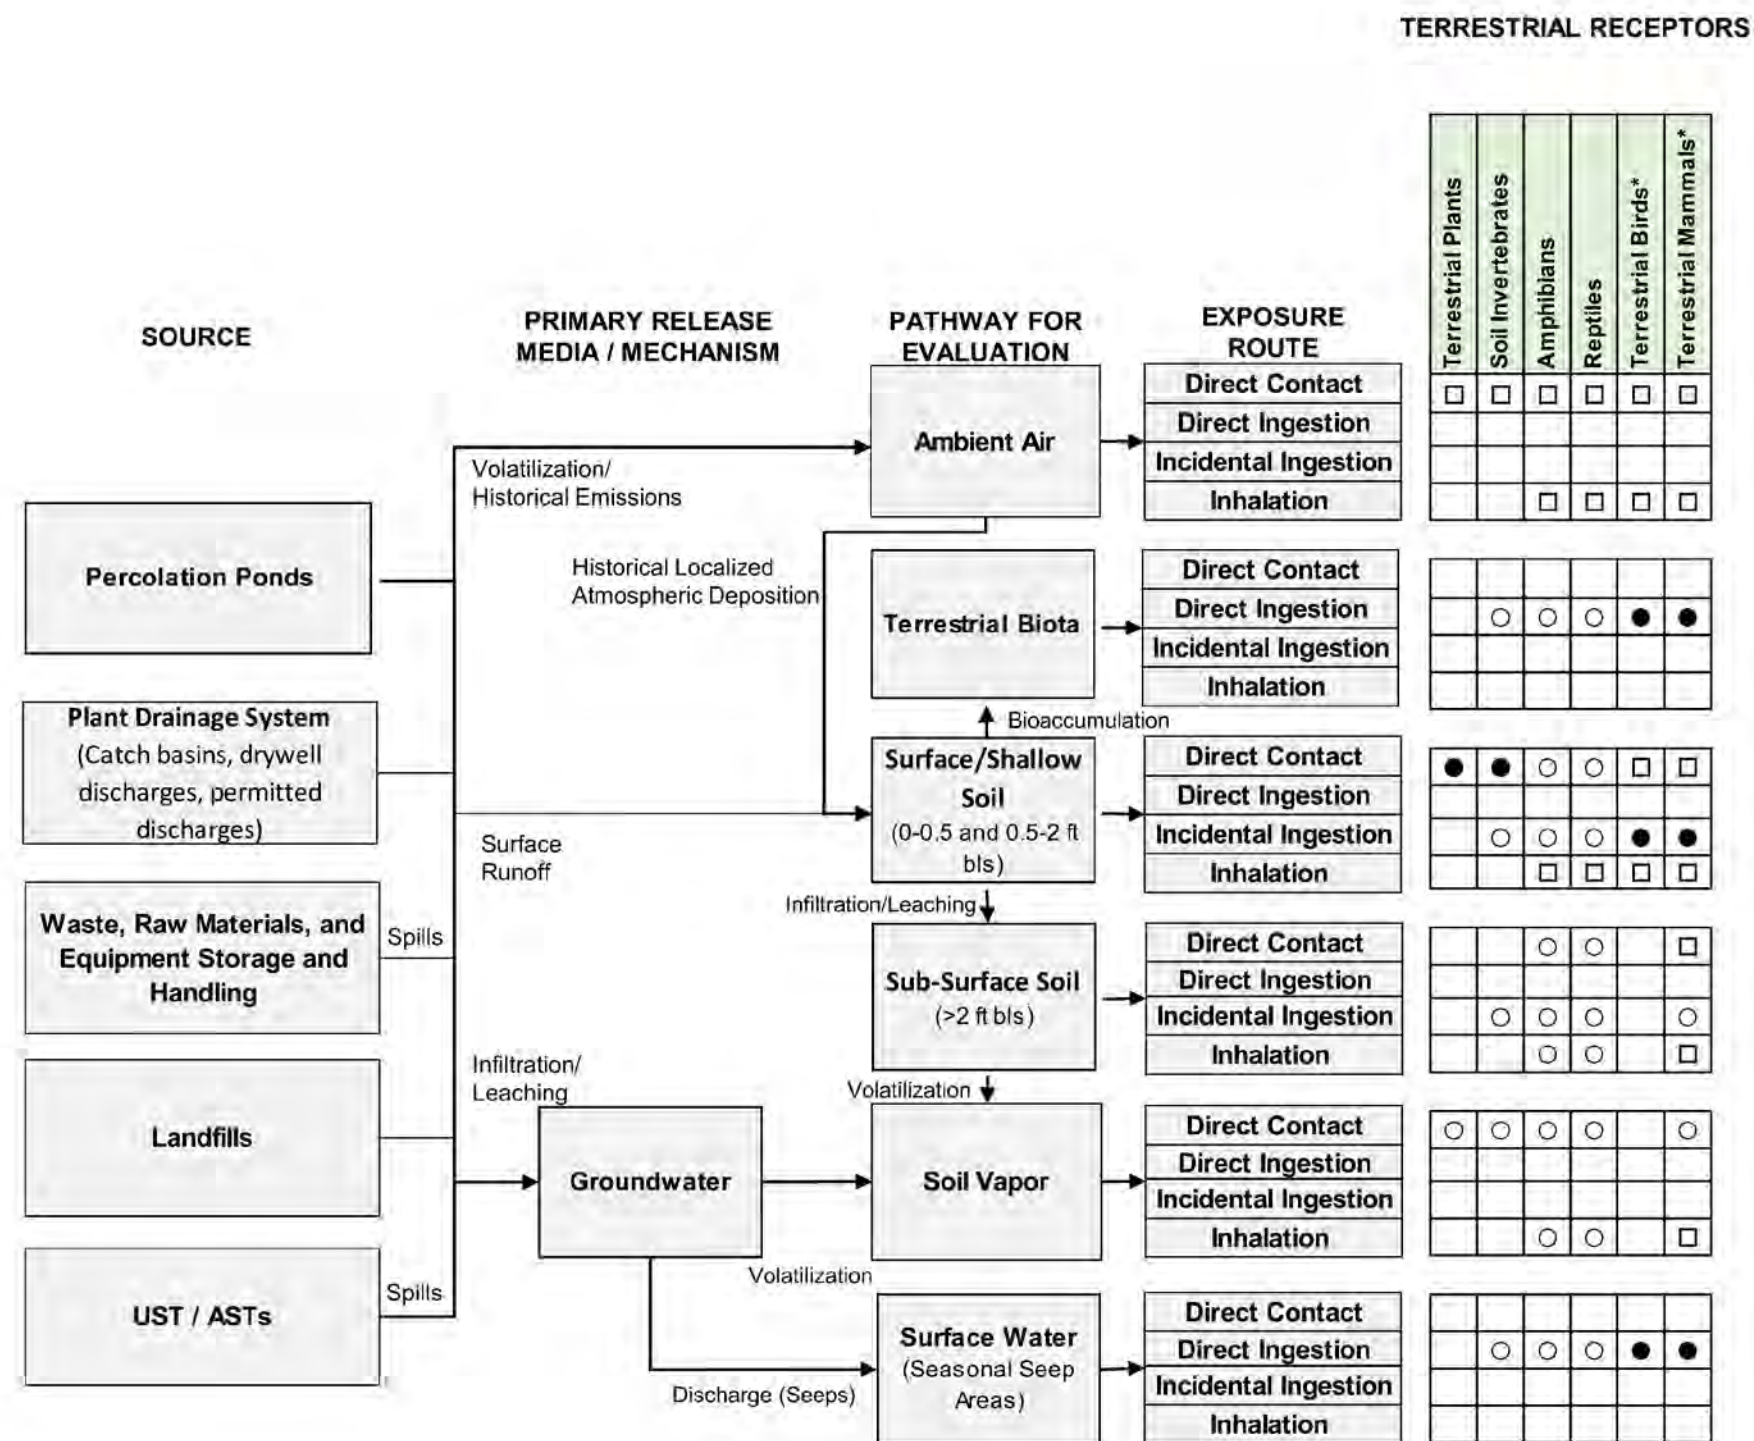 TERRESTRIAL RECEPTORS
Terrestrial Plants
Soil Invertebrates
Amphibians
Reptiles
Terrestrial Birds*
Terrestrial Mammals*
SOURCE
PRIMARY RELEASE
MEDIA / MECHANISM
PATHWAY FOR
EVALUATION
EXPOSURE
ROUTE
Percolation Ponds
Plant Drainage System
(Catch basins, drywell
discharges, permitted
discharges)
Waste, Raw Materials, and
Equipment Storage and
Handling
Spills
Landfills
UST / ASTs
Spills
Volatilization/
Historical Emissions
Historical Localized
Atmospheric Deposition
Surface
Runoff
Infiltration/
Leaching
Groundwater
Volatilization
Discharge (Seeps)
Ambient Air
Direct Contact
Direct Ingestion
Incidental Ingestion
Inhalation
Terrestrial Biota
Direct Contact
Direct Ingestion
Incidental Ingestion
Inhalation
Bioaccumulation
Surface/Shallow
Soil
(0-0.5 and 0.5-2 ft
bls)
Direct Contact
Direct Ingestion
Incidental Ingestion
Inhalation
Infiltration/Leaching
Sub-Surface Soil
(>2 ft bls)
Direct Contact
Direct Ingestion
Incidental Ingestion
Inhalation
Volatilization
Soil Vapor
Direct Contact
Direct Ingestion
Incidental Ingestion
Inhalation
Surface Water
(Seasonal Seep
Areas)
Direct Contact
Direct Ingestion
Incidental Ingestion
Inhalation